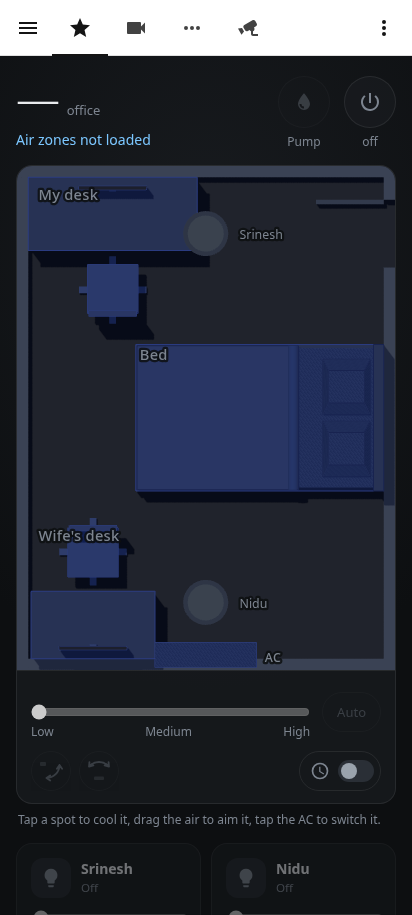 office
Air zones not loaded
Pump
off
My desk
Srinesh
Bed
Wife's desk
Nidu
AC
Auto
Low
Medium
High
Tap a spot to cool it, drag the air to aim it, tap the AC to switch it.
Srinesh
Off
Nidu
Off